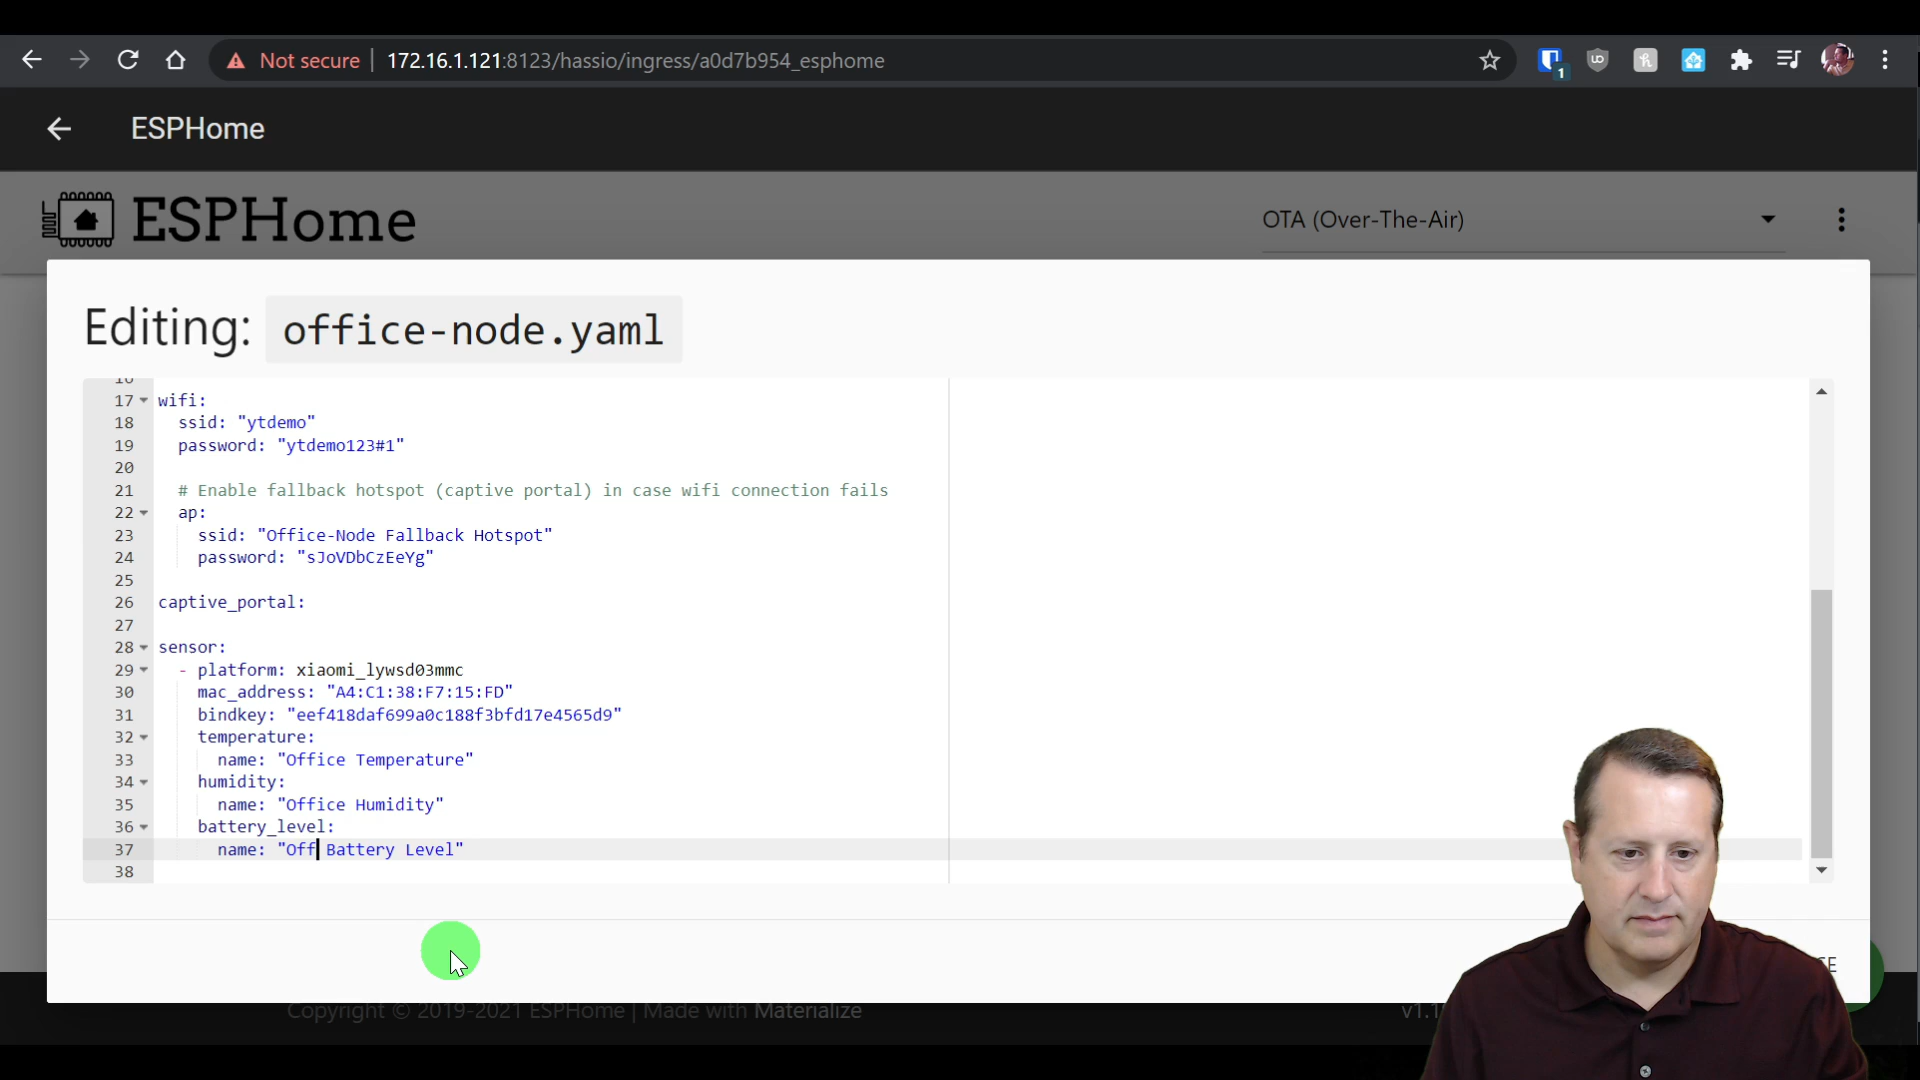 Not secure | 172.16.1.121:8123/hassio/ingress/a0d7b954_esphome
1
ESPHome
ESPHome
OTA (Over-The-Air)
Editing: office-node.yaml
16
17 wifi:
18 ssid: "ytdemo"
19 password: "ytdemo123#1"
20
21 # Enable fallback hotspot (captive portal) in case wifi connection fails
22 ap:
23 ssid: "Office-Node Fallback Hotspot"
24 password: "sJoVDbCzEeYg"
25
26 captive_portal:
27
28 sensor:
29 - platform: xiaomi_lywsd03mmc
30 mac_address: "A4:C1:38:F7:15:FD"
31 bindkey: "eef418daf699a0c188f3bfd17e4565d9"
32 temperature:
33 name: "Office Temperature"
34 humidity:
35 name: "Office Humidity"
36 battery_level:
37 name: "Off Battery Level"
38
Copyright © 2019-2021 ESPHome | Made with Materialize